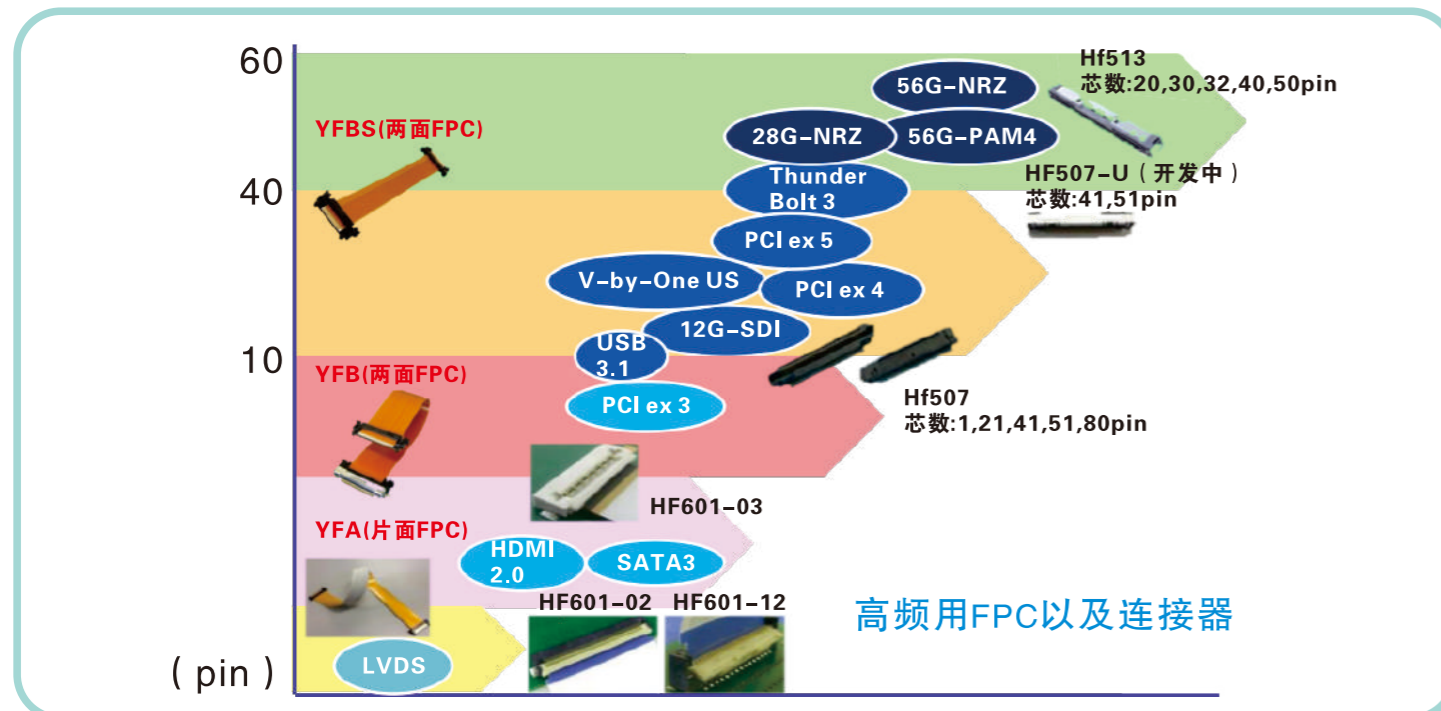 60
Hf513
芯数:20,30,32,40,50pin
56G-NRZ
YFBS(两面FPC)
28G-NRZ
56G-PAM4
HF507-U（开发中）
芯数:41,51pin
40
Thunder
Bolt 3
PCI ex 5
V-by-One US
PCI ex 4
12G-SDI
USB
3.1
10
YFB(两面FPC)
PCI ex 3
Hf507
芯数:1,21,41,51,80pin
HF601-03
YFA(片面FPC)
HDMI
2.0
SATA3
HF601-02
HF601-12
高频用FPC以及连接器
LVDS
( pin )